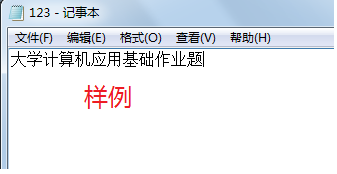 123 - 记事本
文件(F) 编辑(E) 格式(O) 查看(V) 帮助(H)
大学计算机应用基础作业题
样例